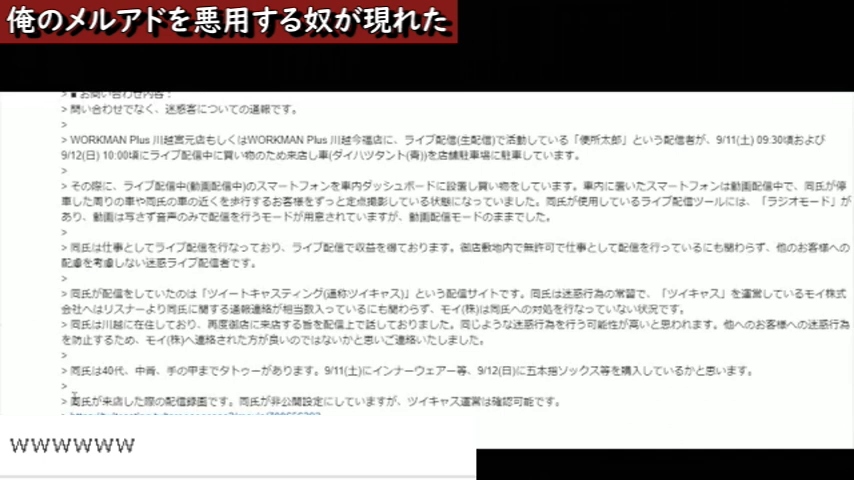 俺のメルアドを悪用する奴が現れた
> ■ お問い合わせ内容：
> 問い合わせでなく、迷惑客についての通報です。
>
> WORKMAN Plus 川越宮元店もしくはWORKMAN Plus 川越今福店に、ライブ配信(生配信)で活動している「便所太郎」という配信者が、9/11(土) 09:30頃および
9/12(日) 10:00頃にライブ配信中に買い物のため来店し車(ダイハツタント(青))を店舗駐車場に駐車しています。
>
> その際に、ライブ配信中(動画配信中)のスマートフォンを車内ダッシュボードに設置し買い物をしています。車内に置いたスマートフォンは動画配信中で、同氏が停
車した周りの車や同氏の車の近くを歩行するお客様をずっと定点撮影している状態になっていました。同氏が使用しているライブ配信ツールには、「ラジオモード」が
あり、動画は写さず音声のみで配信を行うモードが用意されていますが、動画配信モードのままでした。
>
> 同氏は仕事としてライブ配信を行なっており、ライブ配信で収益を得ております。御店敷地内で無許可で仕事として配信を行っているにも関わらず、他のお客様への
配慮を考慮しない迷惑ライブ配信者です。
>
> 同氏が配信をしていたのは「ツイートキャスティング(通称ツイキャス)」という配信サイトです。同氏は迷惑行為の常習で、「ツイキャス」を運営しているモイ株式
会社へはリスナーより同氏に関する通報連絡が相当数入っているにも関わらず、モイ(株)は同氏への対処を行なっていない状況です。
> 同氏は川越に在住しており、再度御店に来店する旨を配信上で話しておりました。同じような迷惑行為を行う可能性が高いと思われます。他へのお客様への迷惑行為
を防止するため、モイ(株)へ連絡された方が良いのではないかと思いご連絡いたしました。
>
> 同氏は40代、中背、手の甲までタトゥーがあります。9/11(土)にインナーウェアー等、9/12(日)に五本指ソックス等を購入しているかと思います。
>
> 同氏が来店した際の配信録画です。同氏が非公開設定にしていますが、ツイキャス運営は確認可能です。
wwwwwww